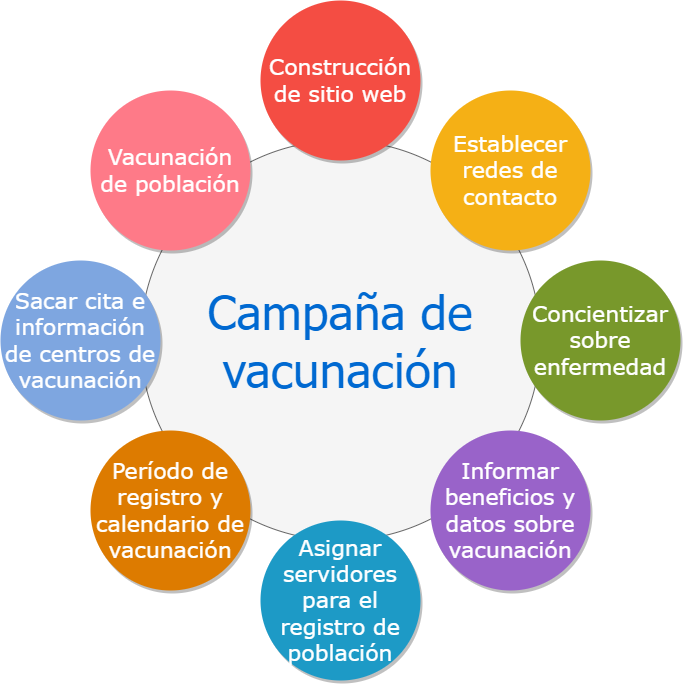 Construcción
de sitio web
Establecer
redes de
contacto
Concientizar
sobre
enfermedad
Informar
beneficios y
datos sobre
vacunación
Asignar
servidores
para el
registro de
población
Período de
registro y
calendario de
vacunación
Sacar cita e
información
de centros de
vacunación
Vacunación
de población
Campaña de
vacunación